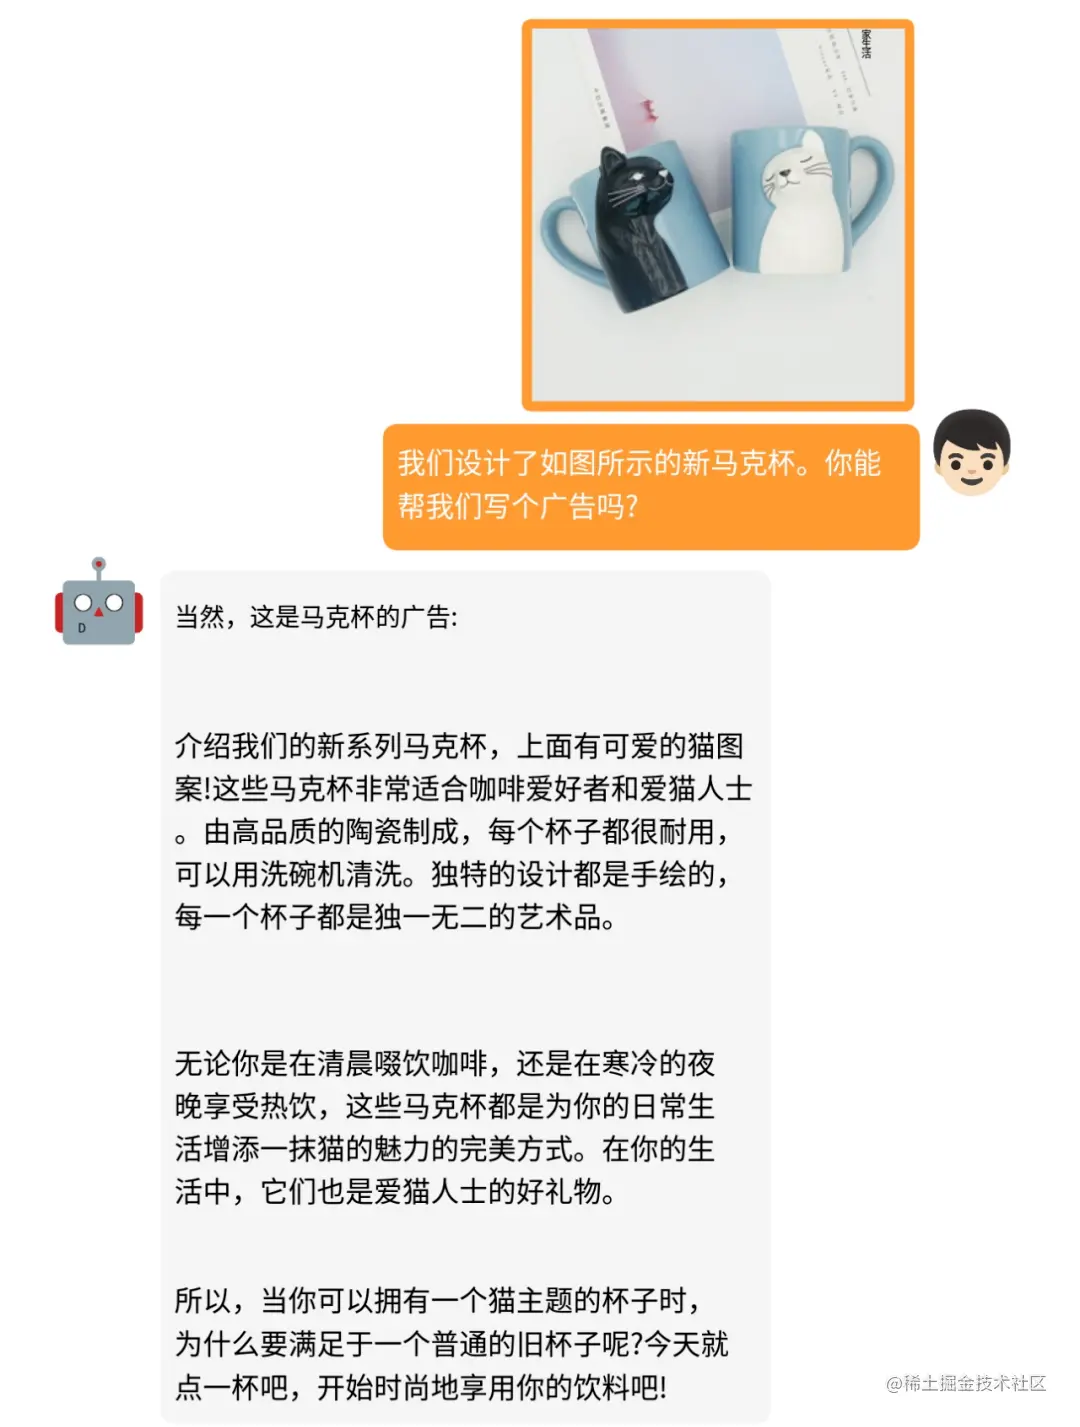 我们设计了如图所示的新马克杯。你能
帮我们写个广告吗?
D
当然，这是马克杯的广告:
介绍我们的新系列马克杯，上面有可爱的猫图
案!这些马克杯非常适合咖啡爱好者和爱猫人士
。由高品质的陶瓷制成，每个杯子都很耐用，
可以用洗碗机清洗。独特的设计都是手绘的，
每一个杯子都是独一无二的艺术品。
无论你是在清晨啜饮咖啡，还是在寒冷的夜
晚享受热饮，这些马克杯都是为你的日常生
活增添一抹猫的魅力的完美方式。在你的生
活中，它们也是爱猫人士的好礼物。
所以，当你可以拥有一个猫主题的杯子时，
为什么要满足于一个普通的旧杯子呢?今天就
点一杯吧，开始时尚地享用你的饮料吧!
@稀土掘金技术社区